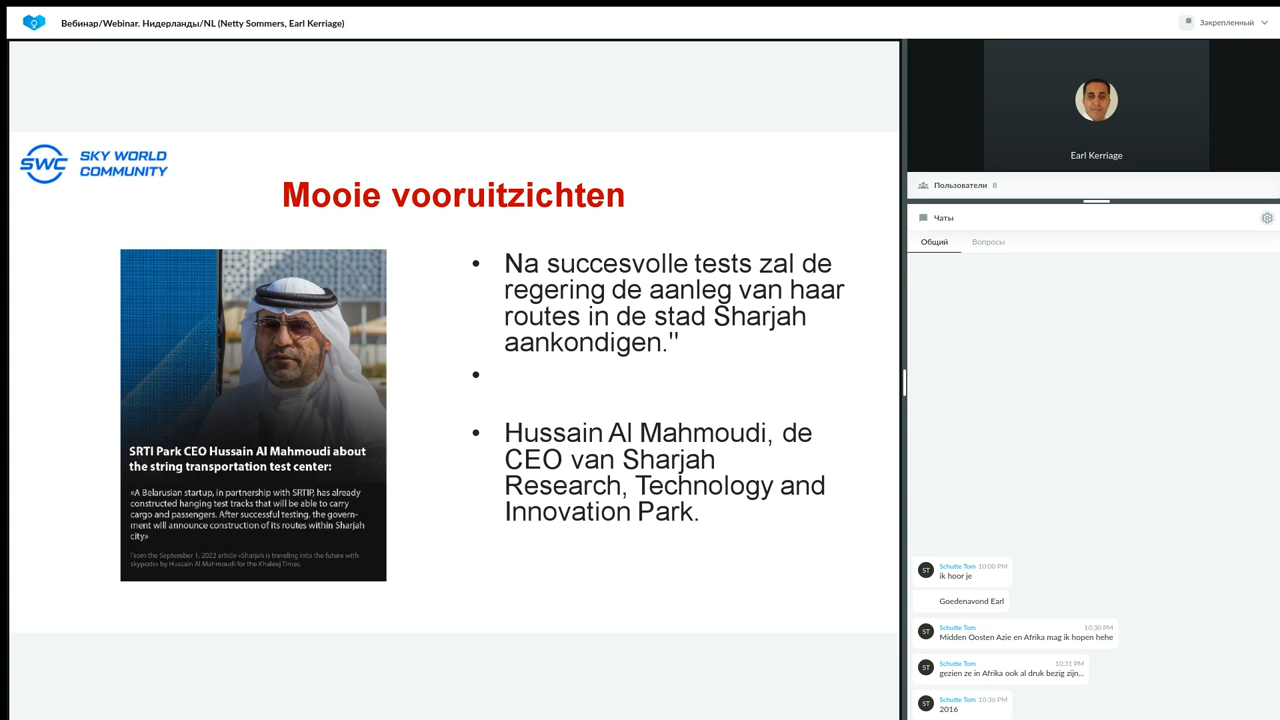 Вебинар/Webinar. Нидерланды/NL (Netty Sommers, Earl Kerriage)
Закрепленный
SWC
SKY WORLD
COMMUNITY
Mooie vooruitzichten
SRTI Park CEO Hussain Al Mahmoudi about
the string transportation test center:
«A Belarusian startup, in partnership with SRTIP, has already
constructed hanging test tracks that will be able to carry
cargo and passengers. After successful testing, the govern-
ment will announce construction of its routes within Sharjah
city»
From the September 1, 2022 article «Sharjah is traveling into the future with
skypods» by Hussain Al Mahmoudi for the Khaleej Times.
• Na succesvolle tests zal de
regering de aanleg van haar
routes in de stad Sharjah
aankondigen."
•
• Hussain Al Mahmoudi, de
CEO van Sharjah
Research, Technology and
Innovation Park.
Earl Kerriage
Пользователи 8
Чаты
Общий Вопросы
ST Schutte Tom 10:00 PM
ik hoor je
Goedenavond Earl
ST Schutte Tom 10:30 PM
Midden Oosten Azie en Afrika mag ik hopen hehe
ST Schutte Tom 10:31 PM
gezien ze in Afrika ook al druk bezig zijn...
ST Schutte Tom 10:36 PM
2016